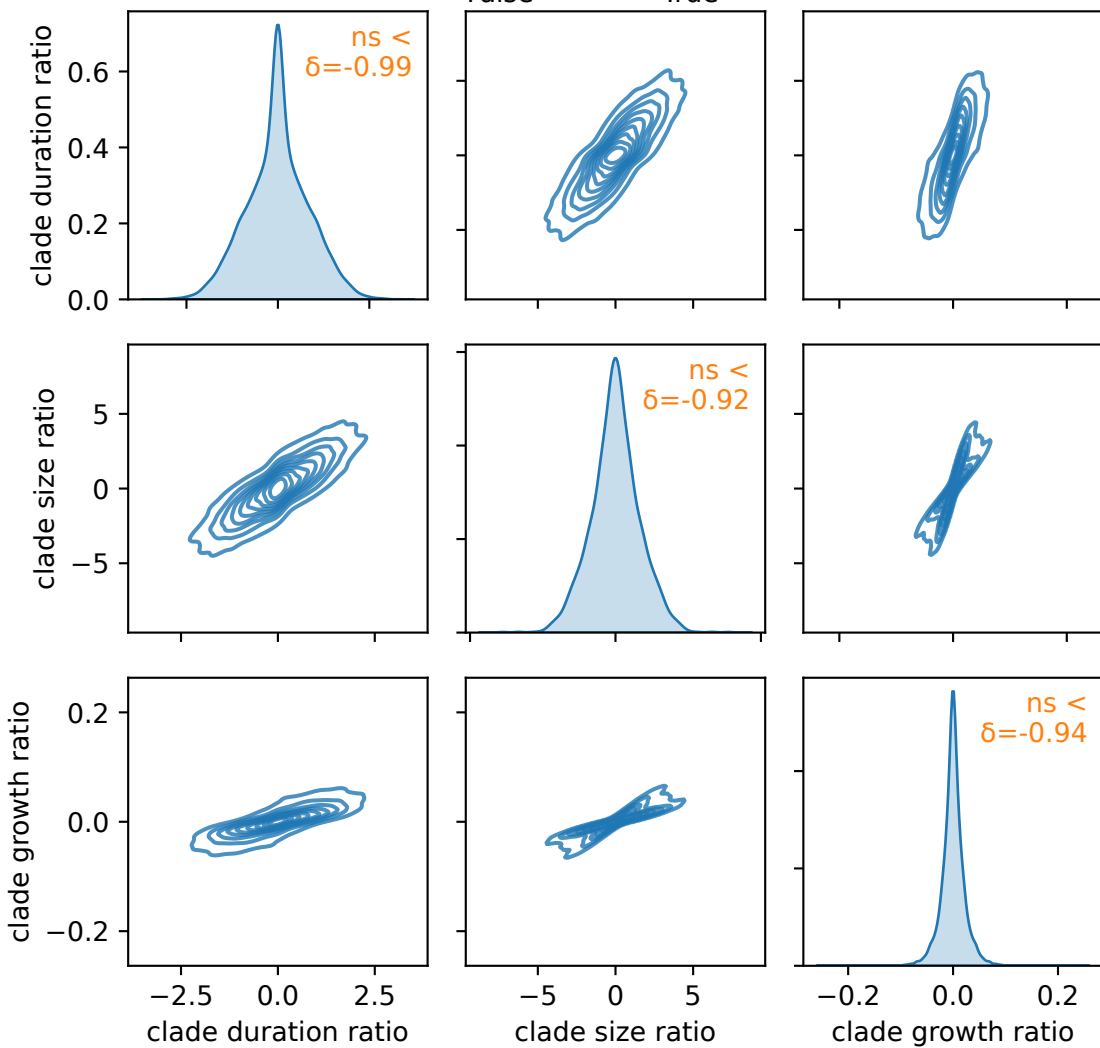 clade duration ratio
0.6
0.4
0.2
0.0
ns <
δ=-0.99
clade size ratio
5
0
−5
ns <
δ=-0.92
clade growth ratio
0.2
0.0
−0.2
ns <
δ=-0.94
−2.5 0.0 2.5
−5 0 5
−0.2 0.0 0.2
clade duration ratio
clade size ratio
clade growth ratio